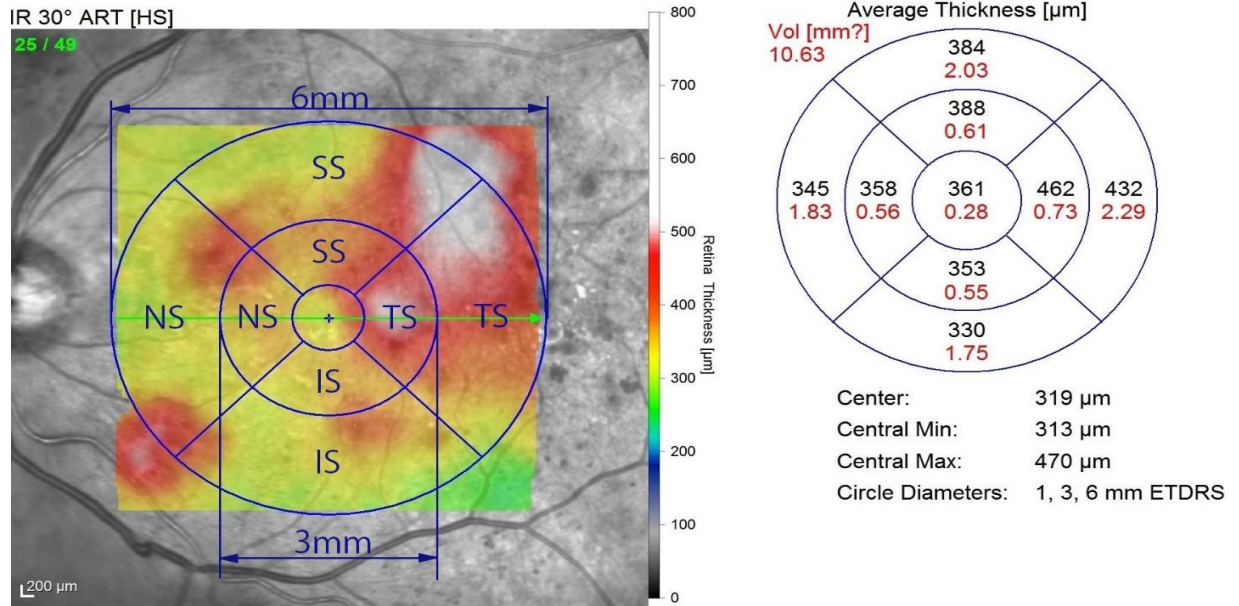 IR 30° ART [HS]
25 / 49
6mm
SS
SS
NS NS TS TS
IS
IS
3mm
200 µm
800
700
600
500
400
300
200
100
0
Retina Thickness [µm]
Average Thickness [µm]
Vol [mm?]
10.63
384
2.03
388
0.61
345 358 361 462 432
1.83 0.56 0.28 0.73 2.29
353
0.55
330
1.75
Center: 319 µm
Central Min: 313 µm
Central Max: 470 µm
Circle Diameters: 1, 3, 6 mm ETDRS